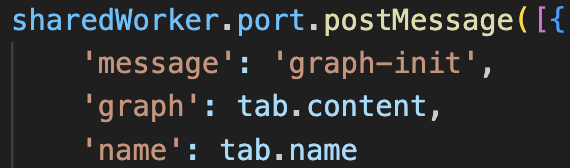 sharedWorker.port.postMessage([{
'message': 'graph-init',
'graph': tab.content,
'name': tab.name